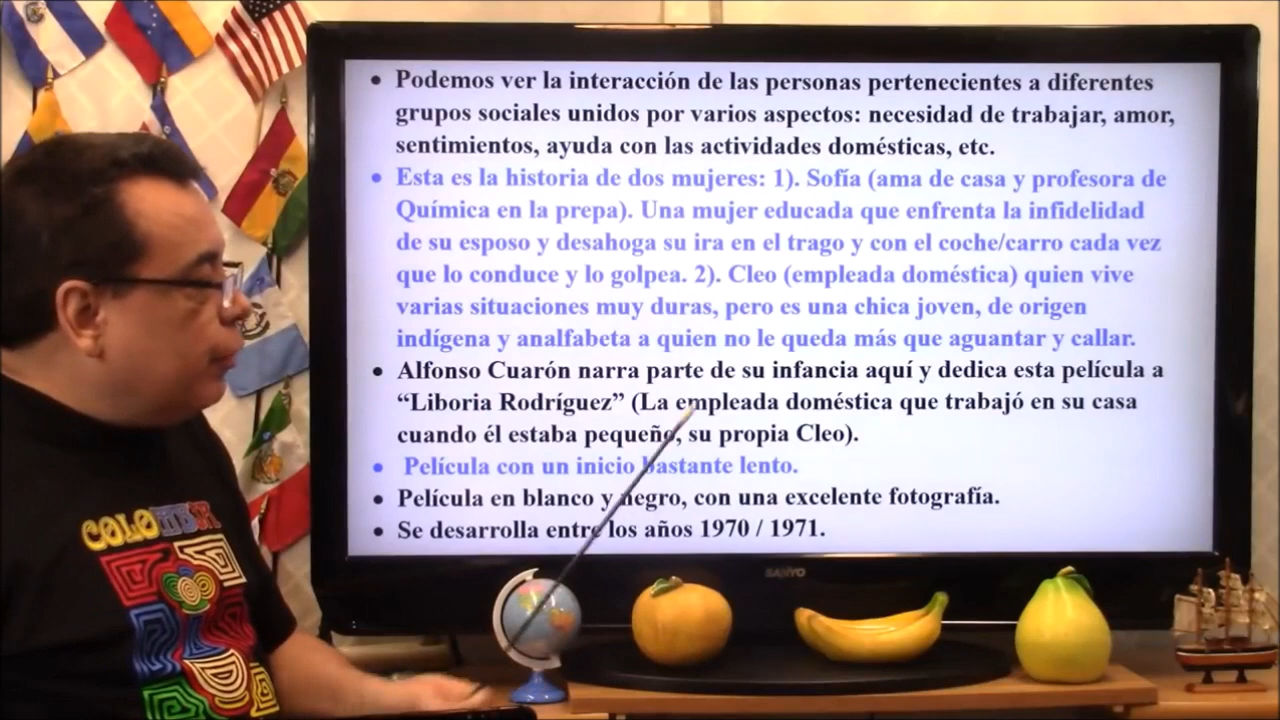 • Podemos ver la interacción de las personas pertenecientes a diferentes
grupos sociales unidos por varios aspectos: necesidad de trabajar, amor,
sentimientos, ayuda con las actividades domésticas, etc.
• Esta es la historia de dos mujeres: 1). Sofía (ama de casa y profesora de
Química en la prepa). Una mujer educada que enfrenta la infidelidad
de su esposo y desahoga su ira en el trago y con el coche/carro cada vez
que lo conduce y lo golpea. 2). Cleo (empleada doméstica) quien vive
varias situaciones muy duras, pero es una chica joven, de origen
indígena y analfabeta a quien no le queda más que aguantar y callar.
• Alfonso Cuarón narra parte de su infancia aquí y dedica esta película a
“Liboria Rodríguez” (La empleada doméstica que trabajó en su casa
cuando él estaba pequeño, su propia Cleo).
• Película con un inicio bastante lento.
• Película en blanco y negro, con una excelente fotografía.
• Se desarrolla entre los años 1970 / 1971.
SANYO
COLOMBIA